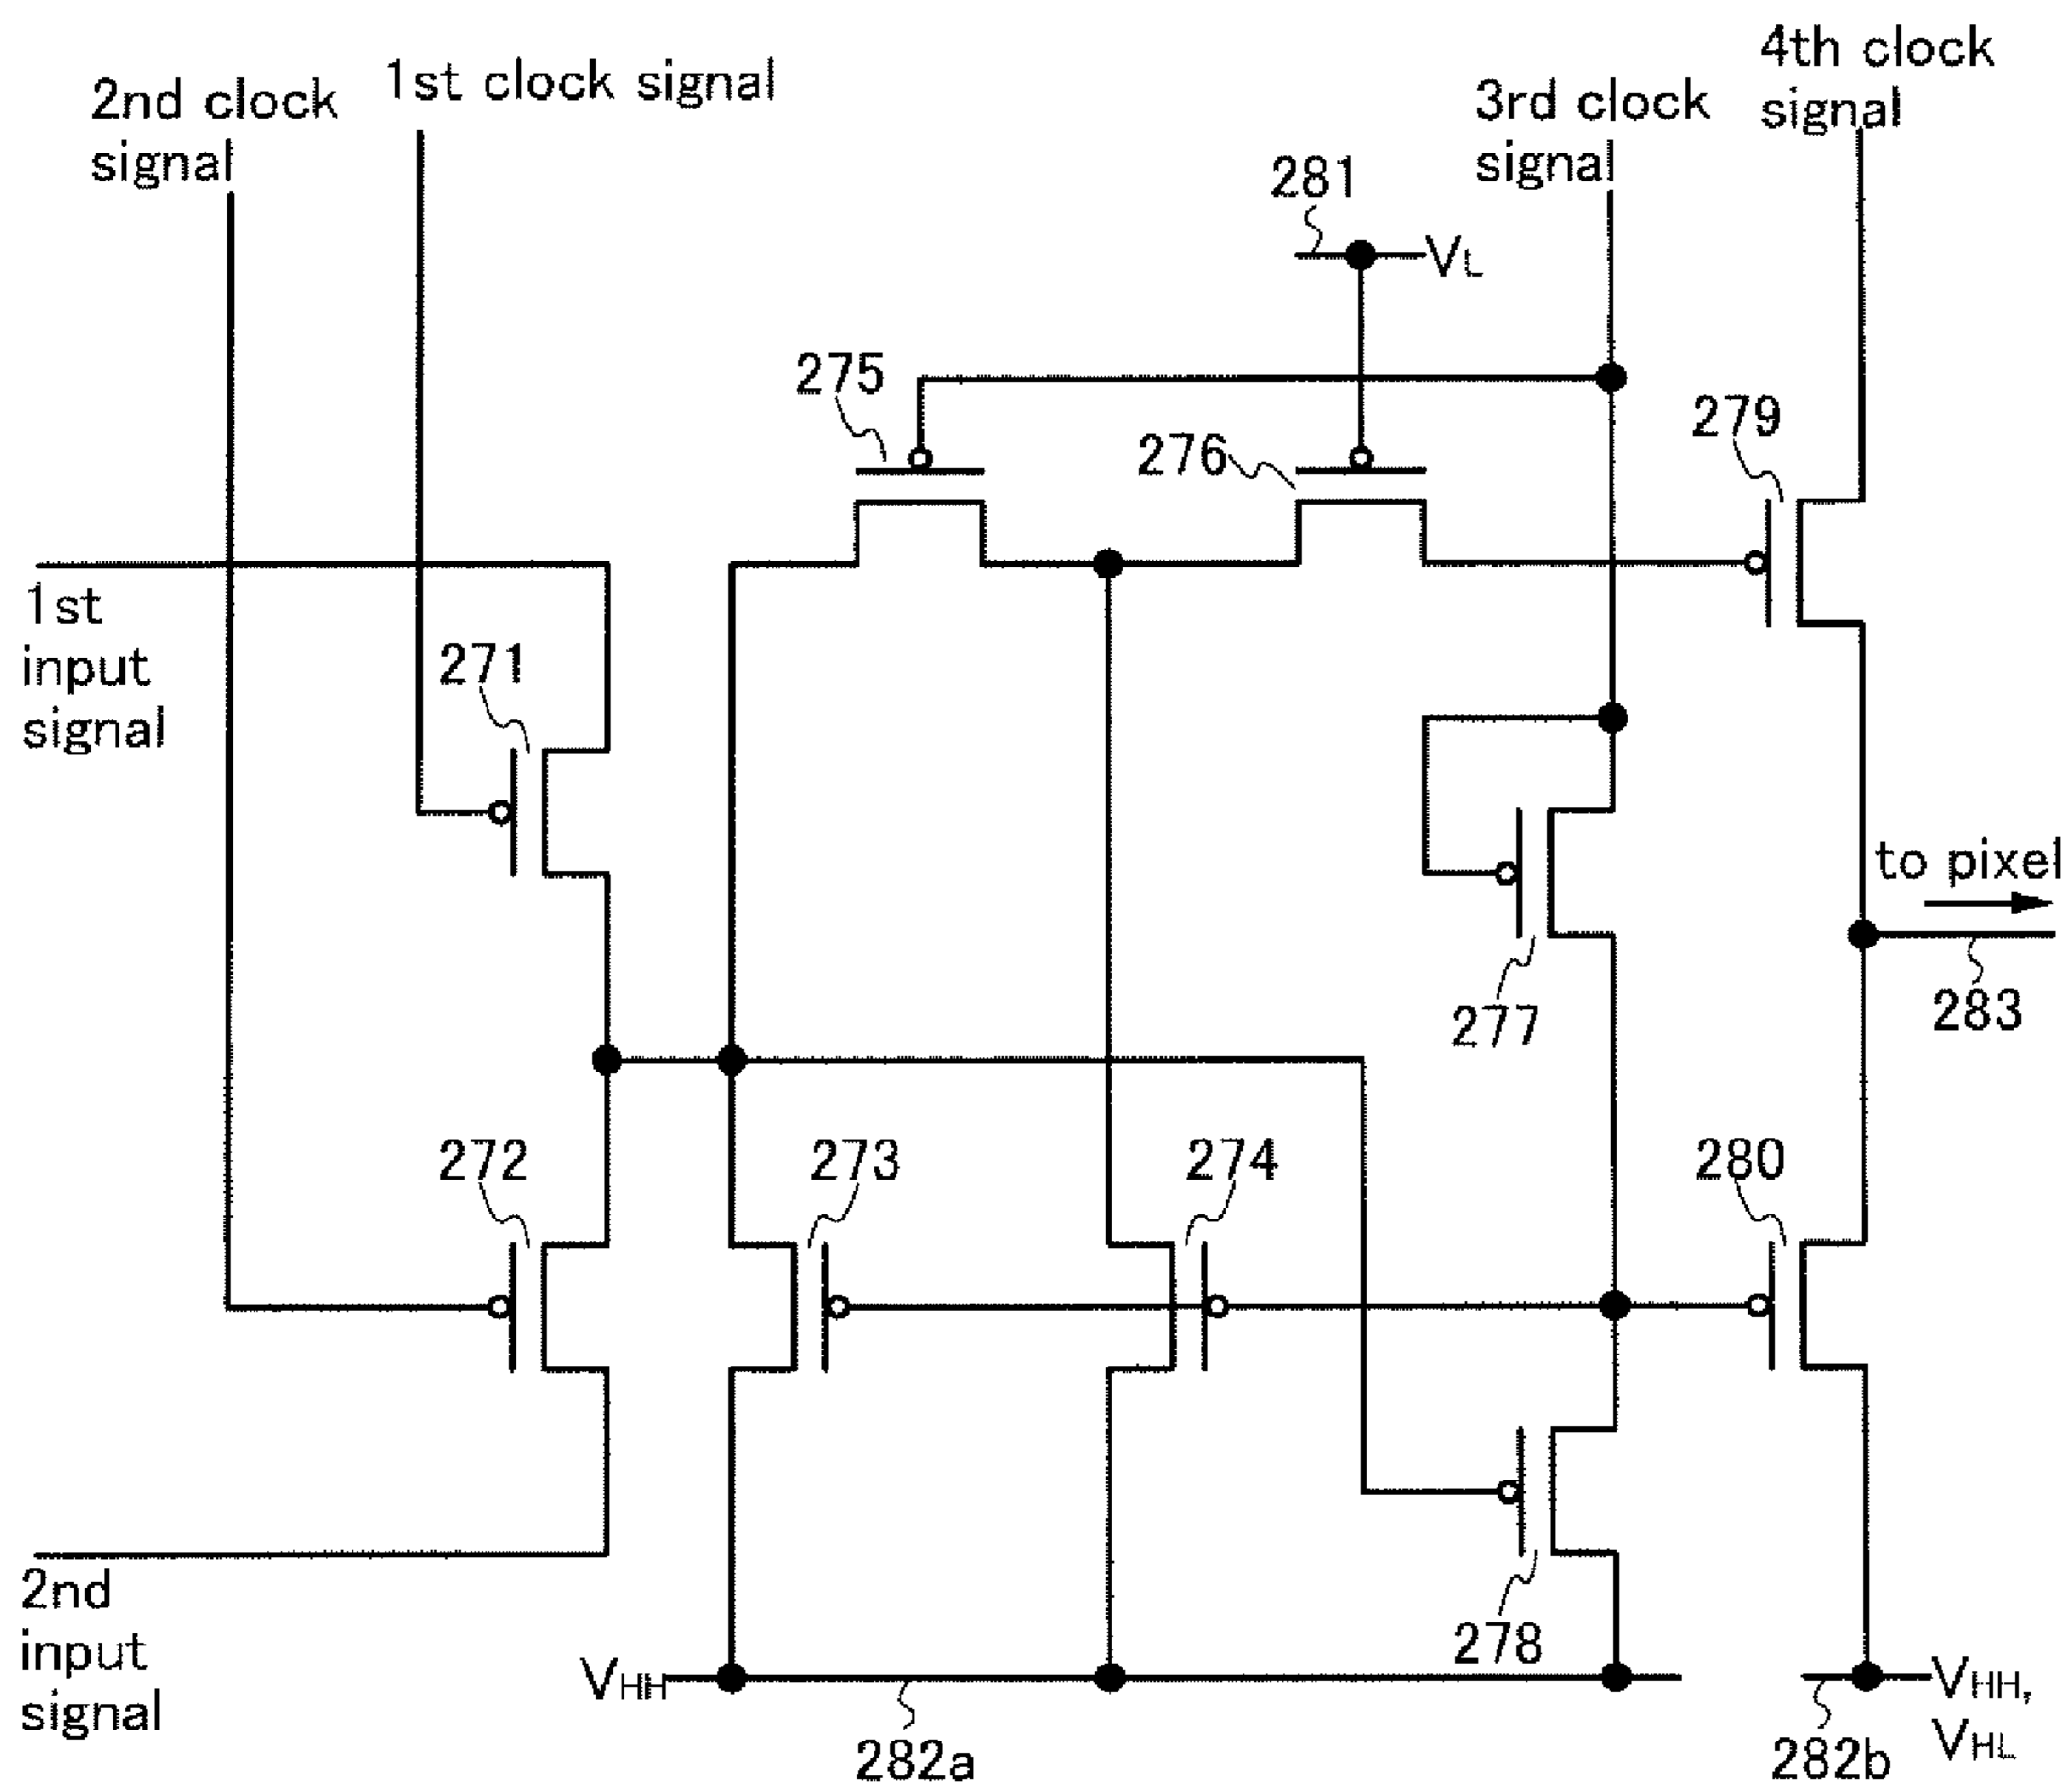 2nd clock
signal
1st clock signal
3rd clock
signal
4th clock
signal
281
VL
275
276
279
1st
input
signal
271
to pixel
283
277
272
273
274
280
2nd
input
signal
278
VHH
282a
VHH,
VHL
282b